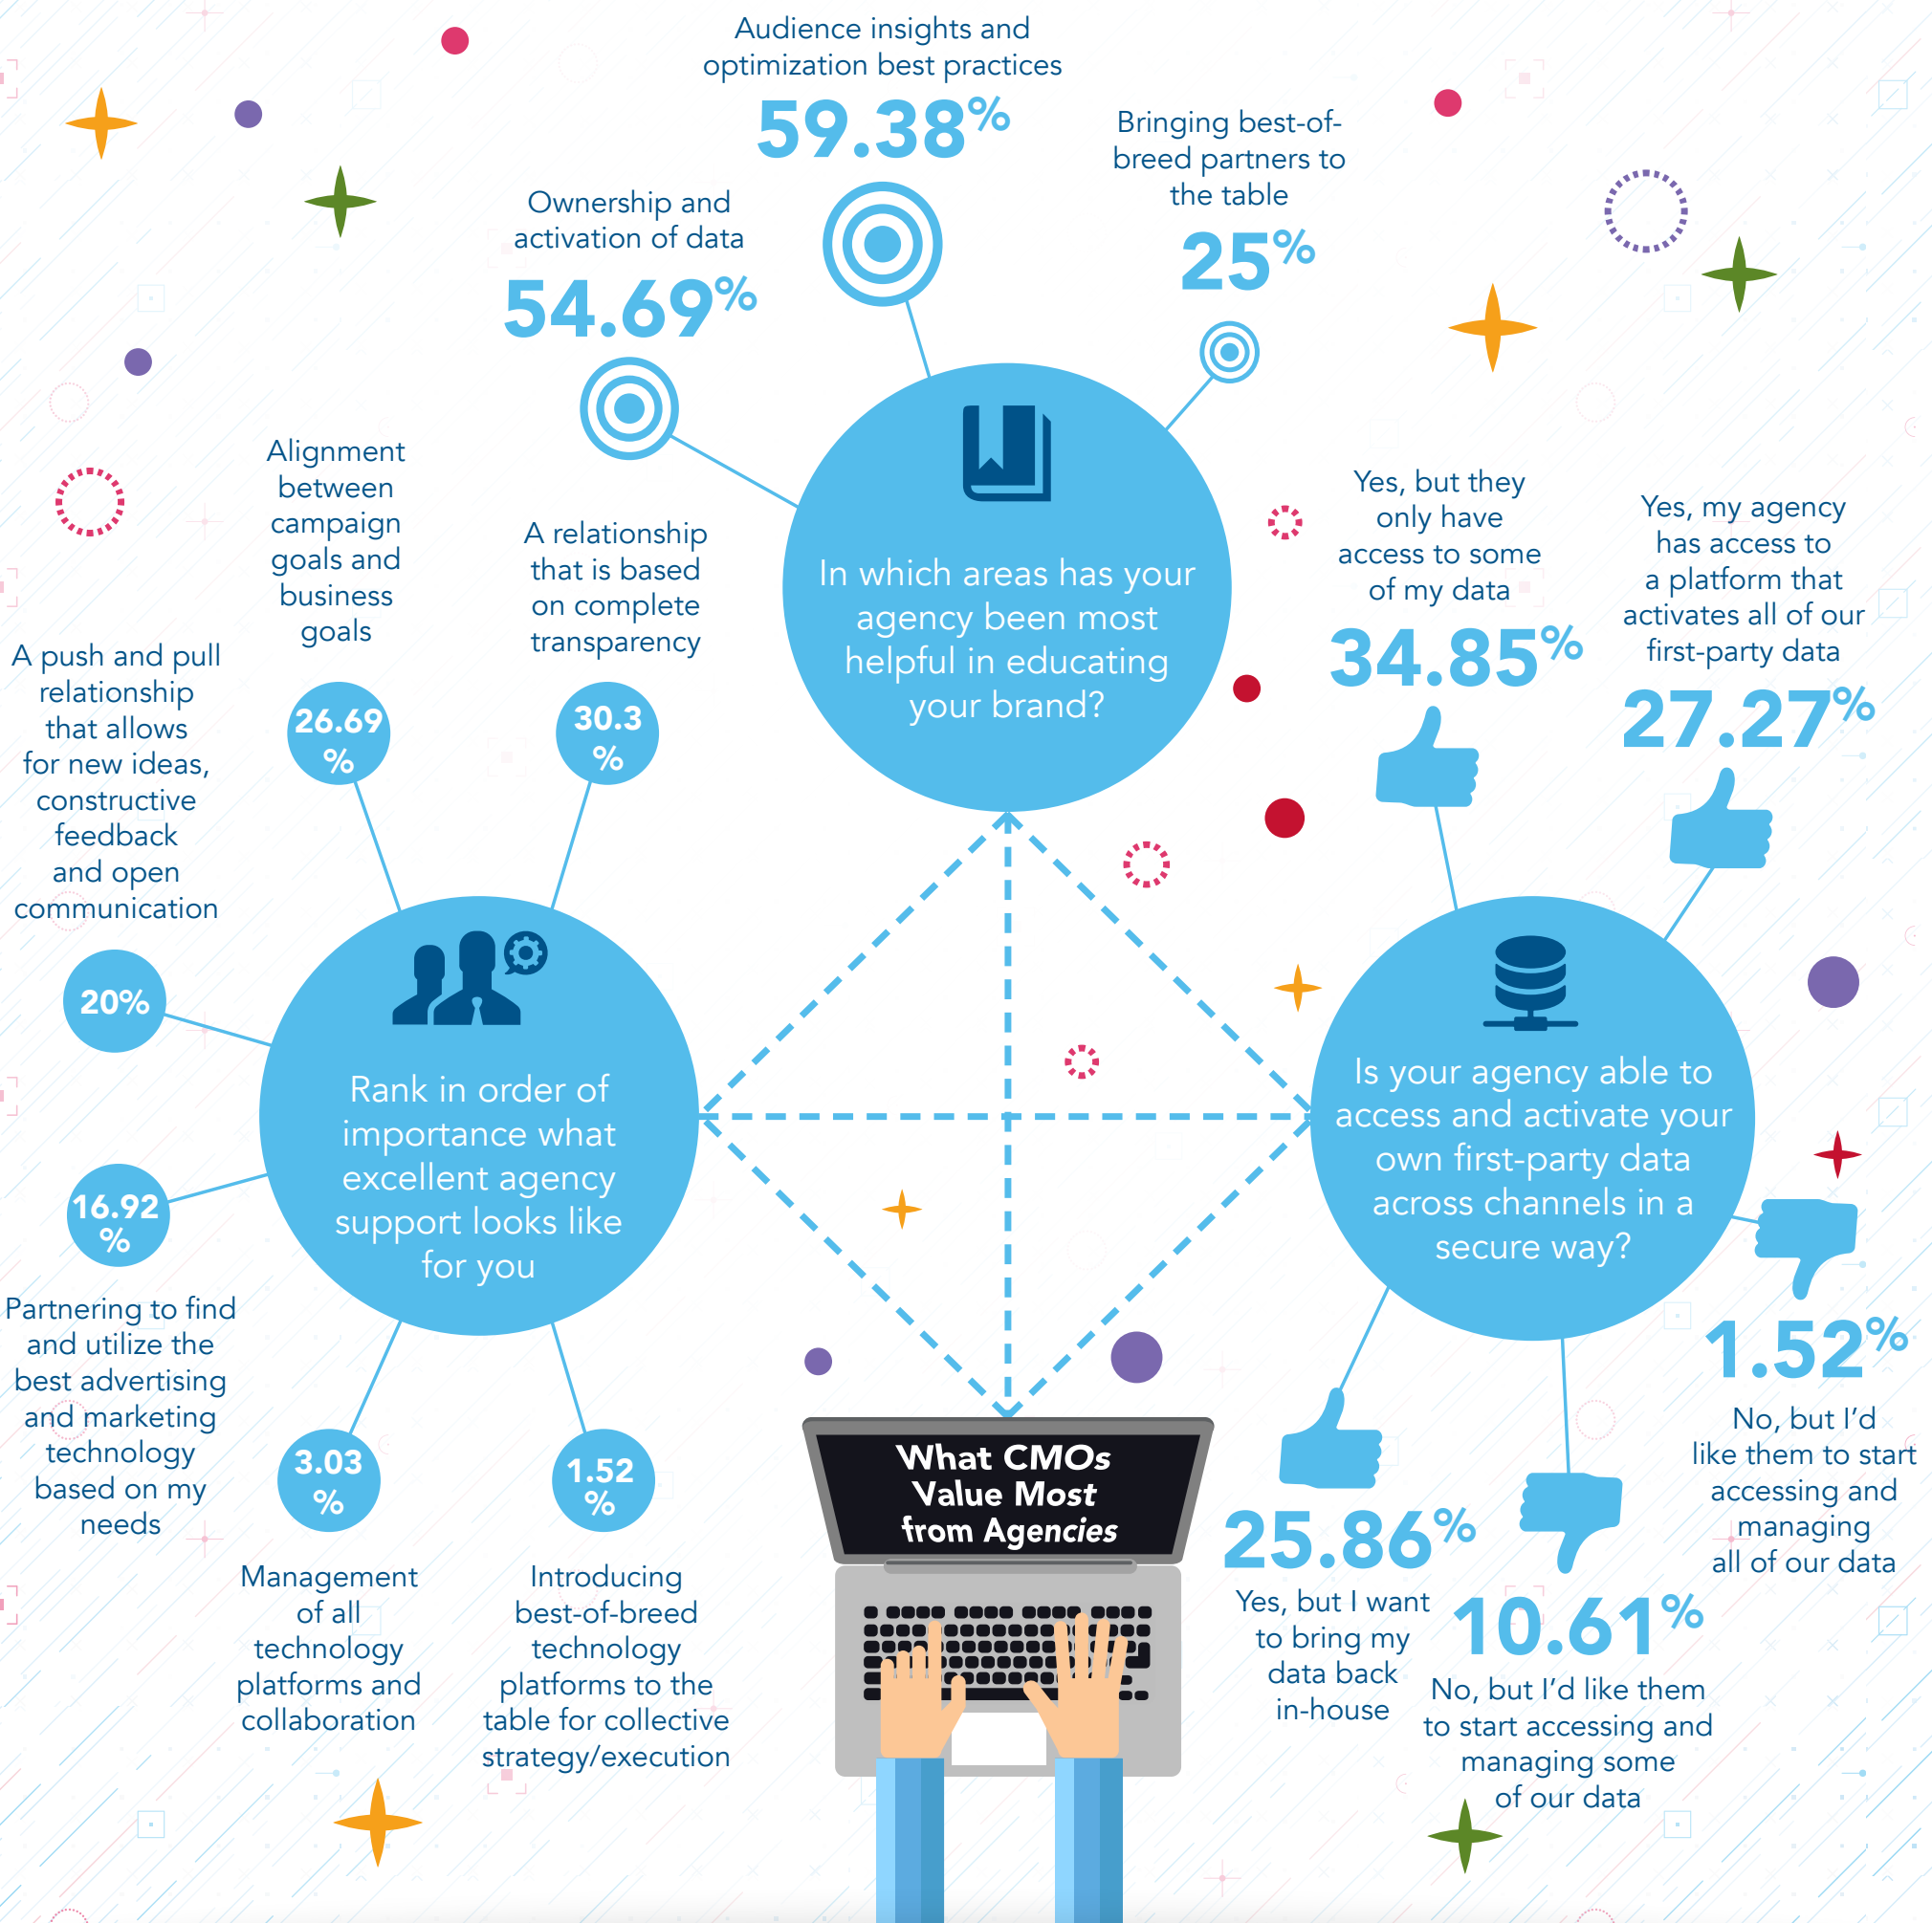 Audience insights and
optimization best practices
59.38%
Ownership and
activation of data
54.69%
Bringing best-of-
breed partners to
the table
25%
In which areas has your
agency been most
helpful in educating
your brand?
Alignment
between
campaign
goals and
business
goals
26.69
%
A relationship
that is based
on complete
transparency
30.3
%
A push and pull
relationship
that allows
for new ideas,
constructive
feedback
and open
communication
20%
Rank in order of
importance what
excellent agency
support looks like
for you
16.92
%
Partnering to find
and utilize the
best advertising
and marketing
technology
based on my
needs
3.03
%
Management
of all
technology
platforms and
collaboration
1.52
%
Introducing
best-of-breed
technology
platforms to the
table for collective
strategy/execution
Yes, but they
only have
access to some
of my data
34.85%
Yes, my agency
has access to
a platform that
activates all of our
first-party data
27.27%
Is your agency able to
access and activate your
own first-party data
across channels in a
secure way?
1.52%
No, but I'd
like them to start
accessing and
managing
all of our data
25.86%
Yes, but I want
to bring my
data back
in-house
10.61%
No, but I'd like them
to start accessing and
managing some
of our data
What CMOs
Value Most
from Agencies